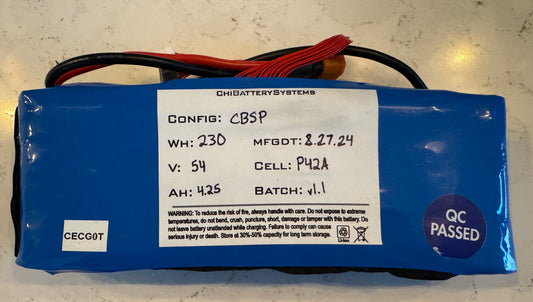 CHIBATTERYSYSTEMS
CONFIG: CBSP
WH: 230 MFGDT: 8.27.24
V: 54 CELL: P42A
AH: 4.25 BATCH: v1.1
WARNING: To reduce the risk of fire, always handle with care. Do not expose to extreme
temperatures, do not bend, crush, puncture, short, damage or tamper with this battery. Do not
leave battery unattended while charging. Failure to comply can cause
serious injury or death. Store at 30%-50% capacity for long term storage.
Li-ion
CECG0T
QC
PASSED